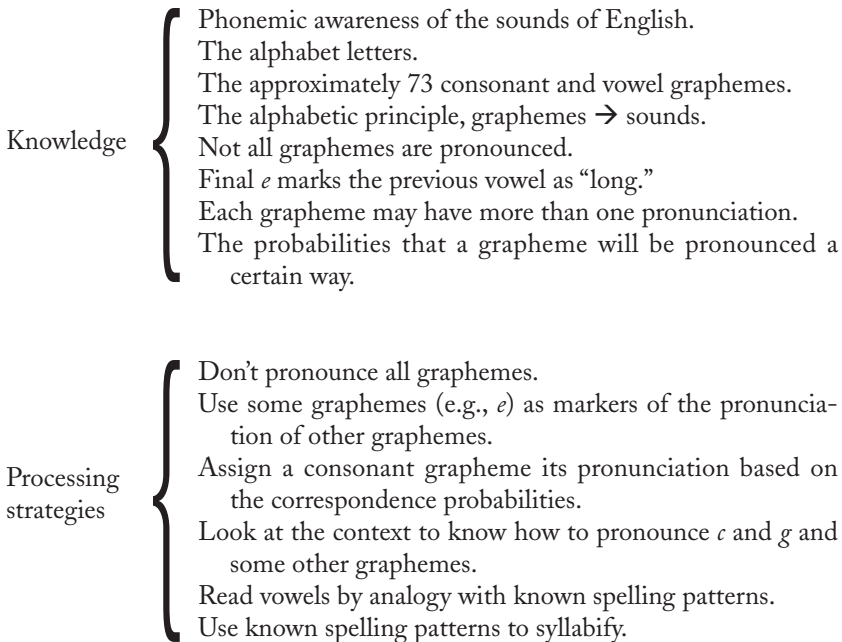 Knowledge
Phonemic awareness of the sounds of English.
The alphabet letters.
The approximately 73 consonant and vowel graphemes.
The alphabetic principle, graphemes → sounds.
Not all graphemes are pronounced.
Final e marks the previous vowel as “long.”
Each grapheme may have more than one pronunciation.
The probabilities that a grapheme will be pronounced a
certain way.
Processing
strategies
Don’t pronounce all graphemes.
Use some graphemes (e.g., e) as markers of the pronuncia-
tion of other graphemes.
Assign a consonant grapheme its pronunciation based on
the correspondence probabilities.
Look at the context to know how to pronounce c and g and
some other graphemes.
Read vowels by analogy with known spelling patterns.
Use known spelling patterns to syllabify.